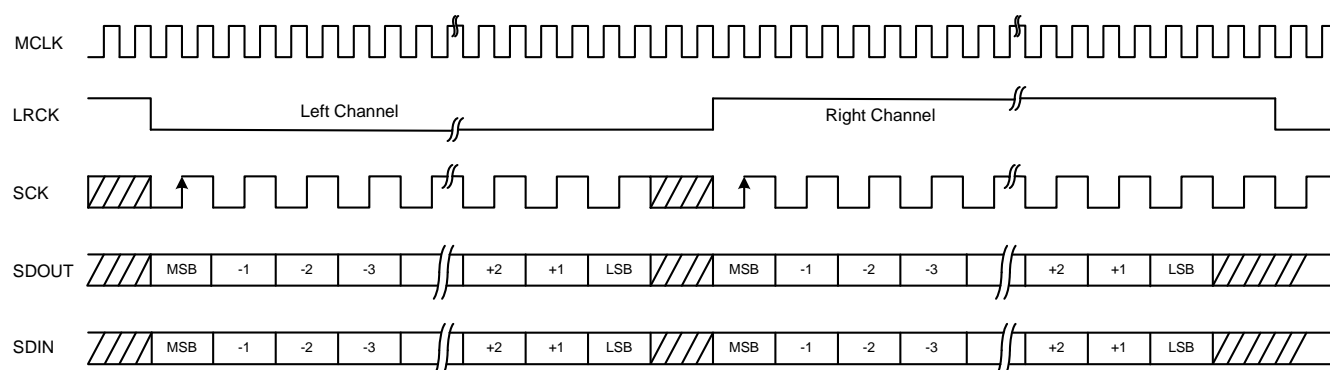 MCLK
LRCK Left Channel Right Channel
SCK
SDOUT MSB -1 -2 -3 +2 +1 LSB MSB -1 -2 -3 +2 +1 LSB
SDIN MSB -1 -2 -3 +2 +1 LSB MSB -1 -2 -3 +2 +1 LSB